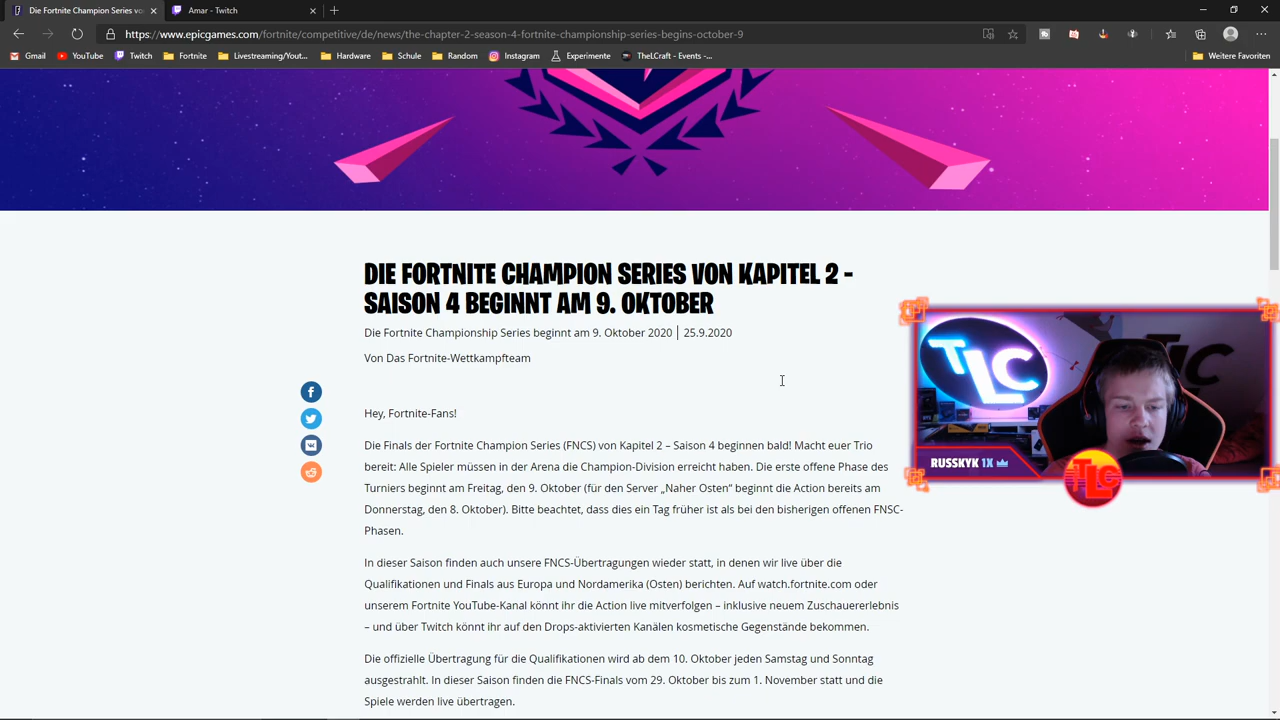 Die Fortnite Champion Series vo
Amar - Twitch
https://www.epicgames.com/fortnite/competitive/de/news/the-chapter-2-season-4-fortnite-championship-series-begins-october-9
Gmail YouTube Twitch Fortnite Livestreaming/Yout... Hardware Schule Random Instagram Experimente TheLCraft - Events -... Weitere Favoriten
DIE FORTNITE CHAMPION SERIES VON KAPITEL 2 -
SAISON 4 BEGINNT AM 9. OKTOBER
Die Fortnite Championship Series beginnt am 9. Oktober 2020 | 25.9.2020
Von Das Fortnite-Wettkampfteam
Hey, Fortnite-Fans!
Die Finals der Fortnite Champion Series (FNCS) von Kapitel 2 – Saison 4 beginnen bald! Macht euer Trio
bereit: Alle Spieler müssen in der Arena die Champion-Division erreicht haben. Die erste offene Phase des
Turniers beginnt am Freitag, den 9. Oktober (für den Server „Naher Osten“ beginnt die Action bereits am
Donnerstag, den 8. Oktober). Bitte beachtet, dass dies ein Tag früher ist als bei den bisherigen offenen FNSC-
Phasen.
In dieser Saison finden auch unsere FNCS-Übertragungen wieder statt, in denen wir live über die
Qualifikationen und Finals aus Europa und Nordamerika (Osten) berichten. Auf watch.fortnite.com oder
unserem Fortnite YouTube-Kanal könnt ihr die Action live mitverfolgen – inklusive neuem Zuschauererlebnis
– und über Twitch könnt ihr auf den Drops-aktivierten Kanälen kosmetische Gegenstände bekommen.
Die offizielle Übertragung für die Qualifikationen wird ab dem 10. Oktober jeden Samstag und Sonntag
ausgestrahlt. In dieser Saison finden die FNCS-Finals vom 29. Oktober bis zum 1. November statt und die
Spiele werden live übertragen.
TLC
TLC
RUSSKYK 1X
TLC